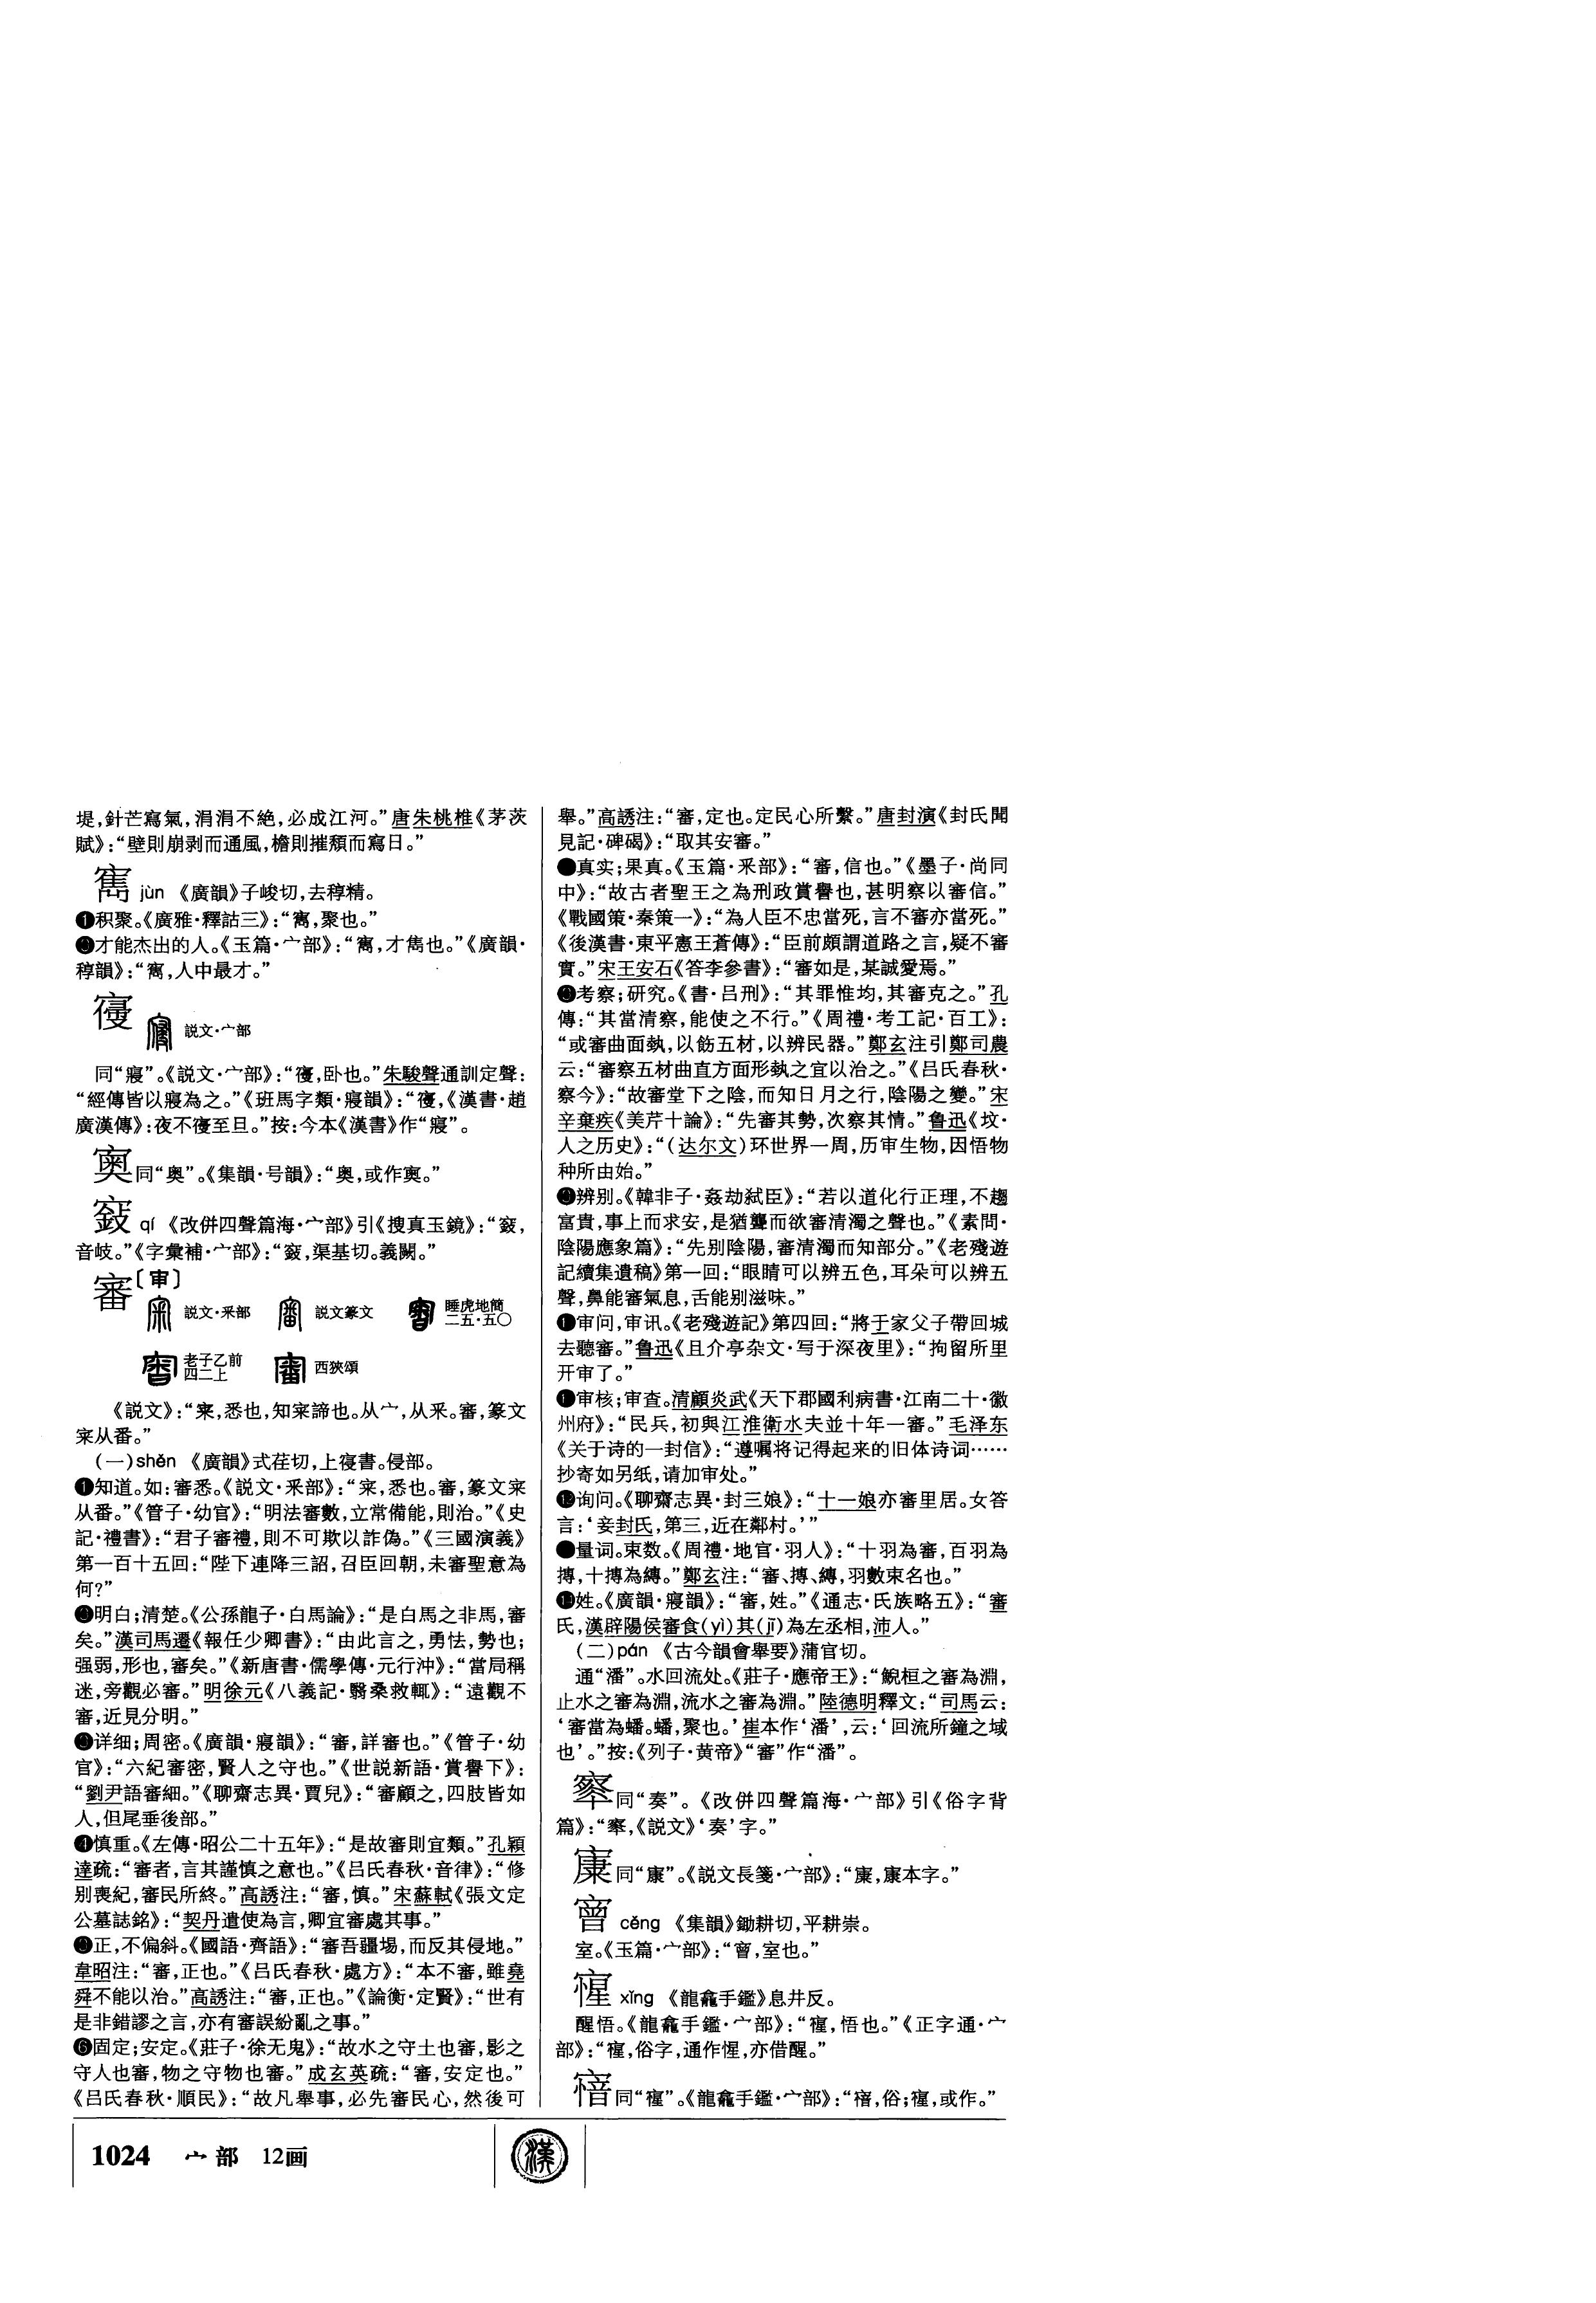 堤，針芒寫氣，涓涓不絶，必成江河。”唐朱桃椎《茅茨
賦》：“壁則崩剥而通風，檐則摧頽而寫日。”
寯 jùn 《廣韻》子峻切，去稕精。
❶积聚。《廣雅·釋詁三》：“寯，聚也。”
才能杰出的人。《玉篇·宀部》：“寯，才雋也。”《廣韻·
稕韻》：“寯，人中最才。”
説文·宀部
同“寢”。《説文·宀部》：“，卧也。”朱駿聲通訓定聲：
“經傳皆以寢為之。”《班馬字類·寢韻》：“，《漢書·趙
廣漢傳》：夜不至旦。”按：今本《漢書》作“寢”。
同“奥”。《集韻·号韻》：“奥，或作。”
qí 《改併四聲篇海·宀部》引《搜真玉鏡》：“，
音岐。”《字彙補·宀部》：“，渠基切。義闕。”
審〔审〕
説文·釆部 説文篆文 睡虎地簡二五·五〇
老子乙前四二上 西狹頌
《説文》：“宷，悉也，知宷諦也。从宀，从釆。審，篆文
宷从番。”
（一）shěn 《廣韻》式荏切，上寑書。侵部。
❶知道。如：審悉。《説文·釆部》：“宷，悉也。審，篆文宷
从番。”《管子·幼官》：“明法審數，立常備能，則治。”《史
記·禮書》：“君子審禮，則不可欺以詐偽。”《三國演義》
第一百十五回：“陛下連降三詔，召臣回朝，未審聖意為
何？”
明白；清楚。《公孫龍子·白馬論》：“是白馬之非馬，審
矣。”漢司馬遷《報任少卿書》：“由此言之，勇怯，勢也；
强弱，形也，審矣。”《新唐書·儒學傳·元行沖》：“當局稱
迷，旁觀必審。”明徐元《八義記·翳桑救輒》：“遠觀不
審，近見分明。”
详细；周密。《廣韻·寢韻》：“審，詳審也。”《管子·幼
官》：“六紀審密，賢人之守也。”《世説新語·賞譽下》：
“劉尹語審細。”《聊齋志異·賈兒》：“審顧之，四肢皆如
人，但尾垂後部。”
❹慎重。《左傳·昭公二十五年》：“是故審則宜類。”孔穎
達疏：“審者，言其謹慎之意也。”《吕氏春秋·音律》：“修
别喪紀，審民所終。”高誘注：“審，慎。”宋蘇軾《張文定
公墓誌銘》：“契丹遣使為言，卿宜審處其事。”
正，不偏斜。《國語·齊語》：“審吾疆埸，而反其侵地。”
韋昭注：“審，正也。”《吕氏春秋·處方》：“本不審，雖堯
舜不能以治。”高誘注：“審，正也。”《論衡·定賢》：“世有
是非錯謬之言，亦有審誤紛亂之事。”
❻固定；安定。《莊子·徐无鬼》：“故水之守土也審，影之
守人也審，物之守物也審。”成玄英疏：“審，安定也。”
《吕氏春秋·順民》：“故凡舉事，必先審民心，然後可
舉。”高誘注：“審，定也。定民心所繫。”唐封演《封氏聞
見記·碑碣》：“取其安審。”
真实；果真。《玉篇·釆部》：“審，信也。”《墨子·尚同
中》：“故古者聖王之為刑政賞譽也，甚明察以審信。”
《戰國策·秦策一》：“為人臣不忠當死，言不審亦當死。”
《後漢書·東平憲王蒼傳》：“臣前頗謂道路之言，疑不審
實。”宋王安石《答李參書》：“審如是，某誠愛焉。”
考察；研究。《書·吕刑》：“其罪惟均，其審克之。”孔
傳：“其當清察，能使之不行。”《周禮·考工記·百工》：
“或審曲面埶，以飭五材，以辨民器。”鄭玄注引鄭司農
云：“審察五材曲直方面形埶之宜以治之。”《吕氏春秋·
察今》：“故審堂下之陰，而知日月之行，陰陽之變。”宋
辛棄疾《美芹十論》：“先審其勢，次察其情。”鲁迅《坟·
人之历史》：“（达尔文）环世界一周，历审生物，因悟物
种所由始。”
辨别。《韓非子·姦劫弑臣》：“若以道化行正理，不趨
富貴，事上而求安，是猶聾而欲審清濁之聲也。”《素問·
陰陽應象篇》：“先别陰陽，審清濁而知部分。”《老殘遊
記續集遺稿》第一回：“眼睛可以辨五色，耳朵可以辨五
聲，鼻能審氣息，舌能别滋味。”
审问，审讯。《老殘遊記》第四回：“將于家父子帶回城
去聽審。”鲁迅《且介亭杂文·写于深夜里》：“拘留所里
开审了。”
审核；审查。清顧炎武《天下郡國利病書·江南二十·徽
州府》：“民兵，初與江淮衛水夫並十年一審。”毛泽东
《关于诗的一封信》：“遵嘱将记得起来的旧体诗词……
抄寄如另纸，请加审处。”
⓬询问。《聊齋志異·封三娘》：“十一娘亦審里居。女答
言：‘妾封氏，第三，近在鄰村。’”
量词。束数。《周禮·地官·羽人》：“十羽為審，百羽為
摶，十摶為縳。”鄭玄注：“審、摶、縳，羽數束名也。”
姓。《廣韻·寢韻》：“審，姓。”《通志·氏族略五》：“審
氏，漢辟陽侯審食（yì）其（jī）為左丞相，沛人。”
（二）pán 《古今韻會舉要》蒲官切。
通“潘”。水回流处。《莊子·應帝王》：“鯢桓之審為淵，
止水之審為淵，流水之審為淵。”陸德明釋文：“司馬云：
‘審當為蟠。蟠，聚也。’崔本作‘潘’，云：‘回流所鐘之域
也’。”按：《列子·黄帝》“審”作“潘”。
同“奏”。《改併四聲篇海·宀部》引《俗字背
篇》：“，《説文》‘奏’字。”
同“康”。《説文長箋·宀部》：“，康本字。”
cěng 《集韻》鋤耕切，平耕崇。
室。《玉篇·宀部》：“，室也。”
xǐng 《龍龕手鑑》息井反。
醒悟。《龍龕手鑑·宀部》：“，悟也。”《正字通·宀
部》：“，俗字，通作惺，亦借醒。”
同“”。《龍龕手鑑·宀部》：“，俗；，或作。”
1024 宀部 12画
漢